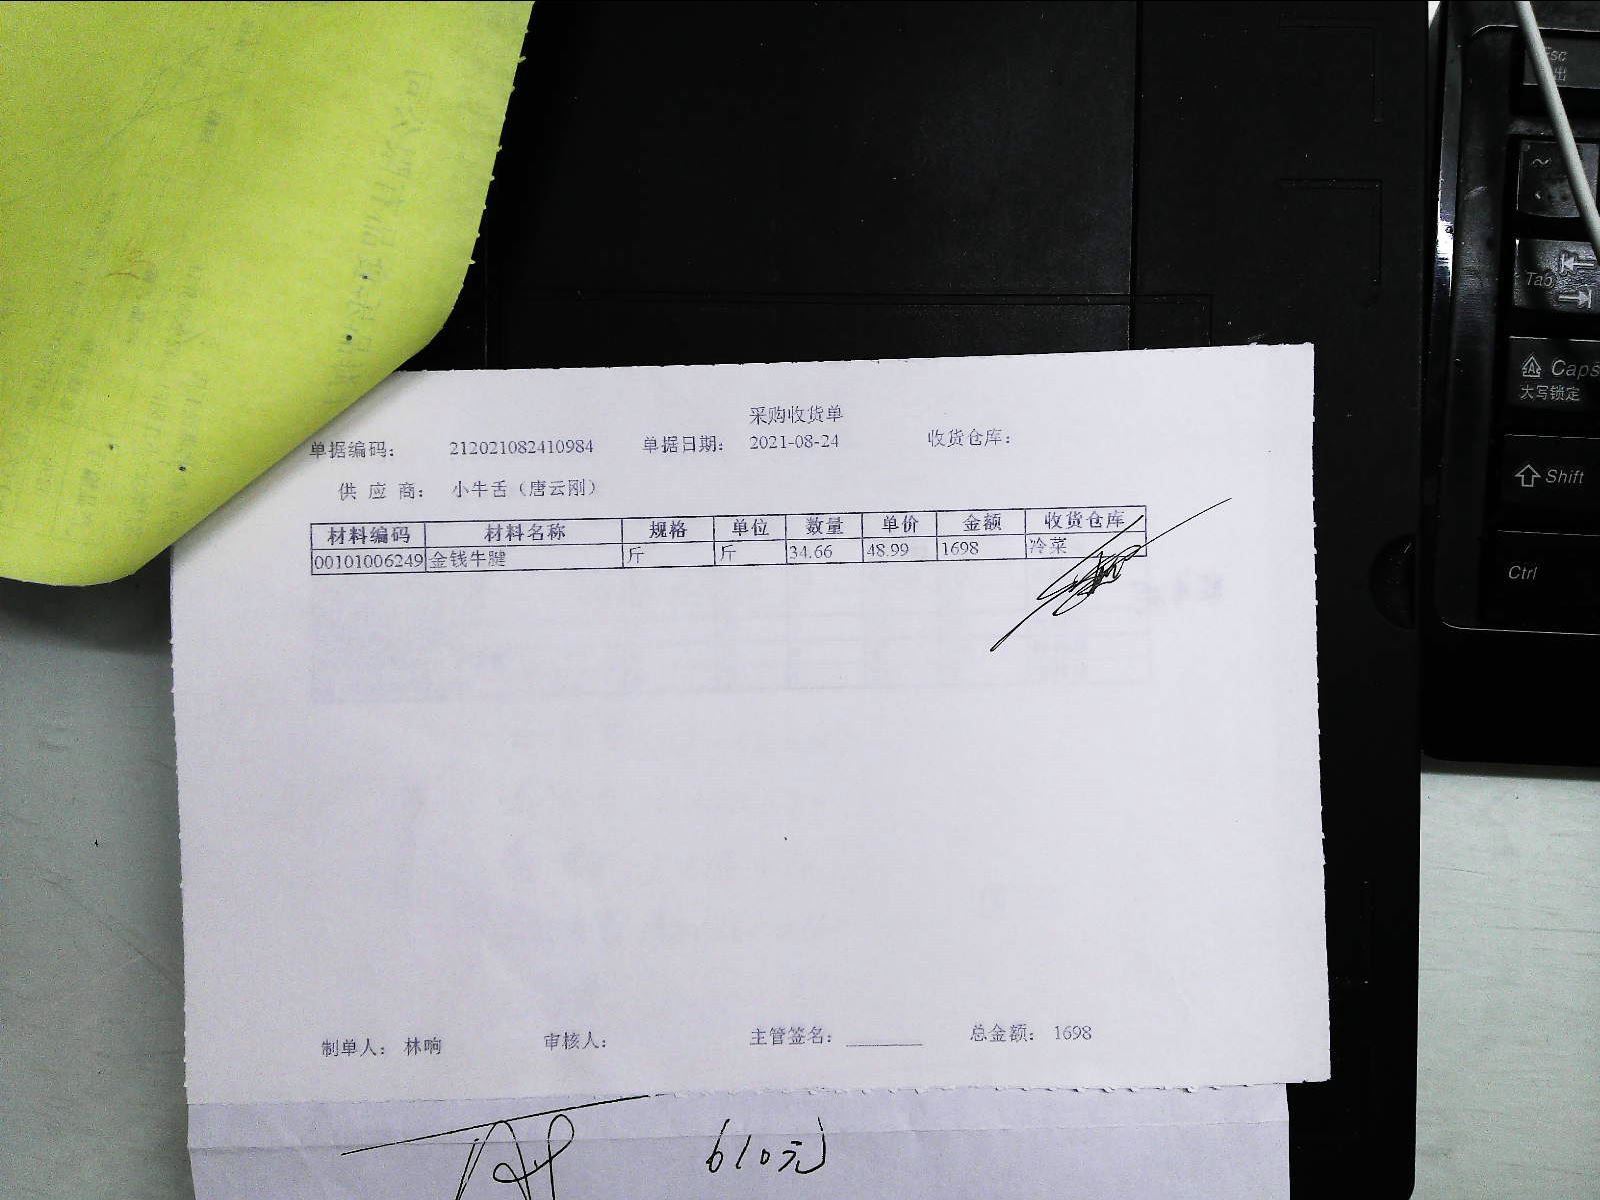 采购收货单
单据编码： 212021082410984 单据日期： 2021-08-24 收货仓库：
供 应 商： 小牛舌（唐云刚）
材料编码 材料名称 规格 单位 数量 单价 金额 收货仓库
00101006249 金钱牛腱 斤 斤 34.66 48.99 1698 冷菜
制单人： 林响 审核人： 主管签名： 总金额： 1698
610元
Esc
~
Tab
Caps
大写锁定
Shift
Ctrl